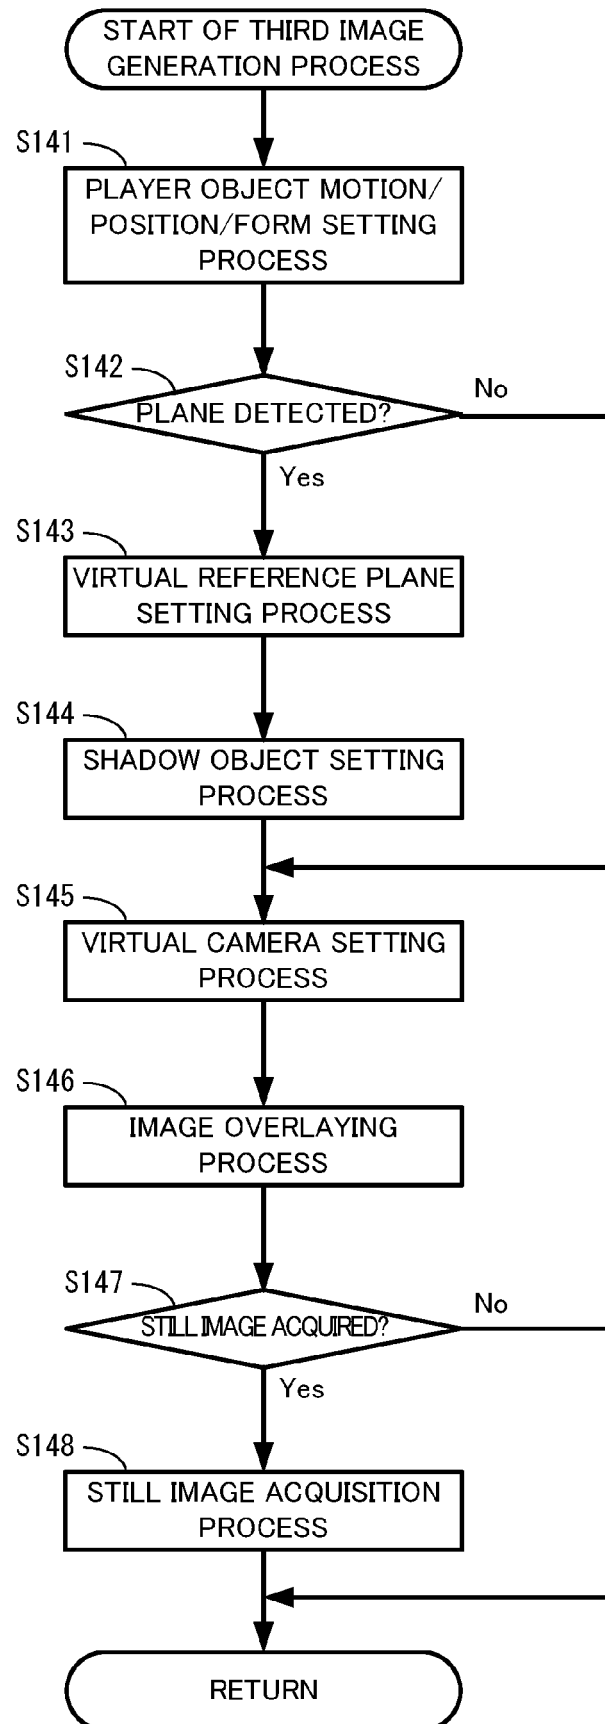 START OF THIRD IMAGE
GENERATION PROCESS
S141
PLAYER OBJECT MOTION/
POSITION/FORM SETTING
PROCESS
S142
PLANE DETECTED?
No
Yes
S143
VIRTUAL REFERENCE PLANE
SETTING PROCESS
S144
SHADOW OBJECT SETTING
PROCESS
S145
VIRTUAL CAMERA SETTING
PROCESS
S146
IMAGE OVERLAYING
PROCESS
S147
STILL IMAGE ACQUIRED?
No
Yes
S148
STILL IMAGE ACQUISITION
PROCESS
RETURN